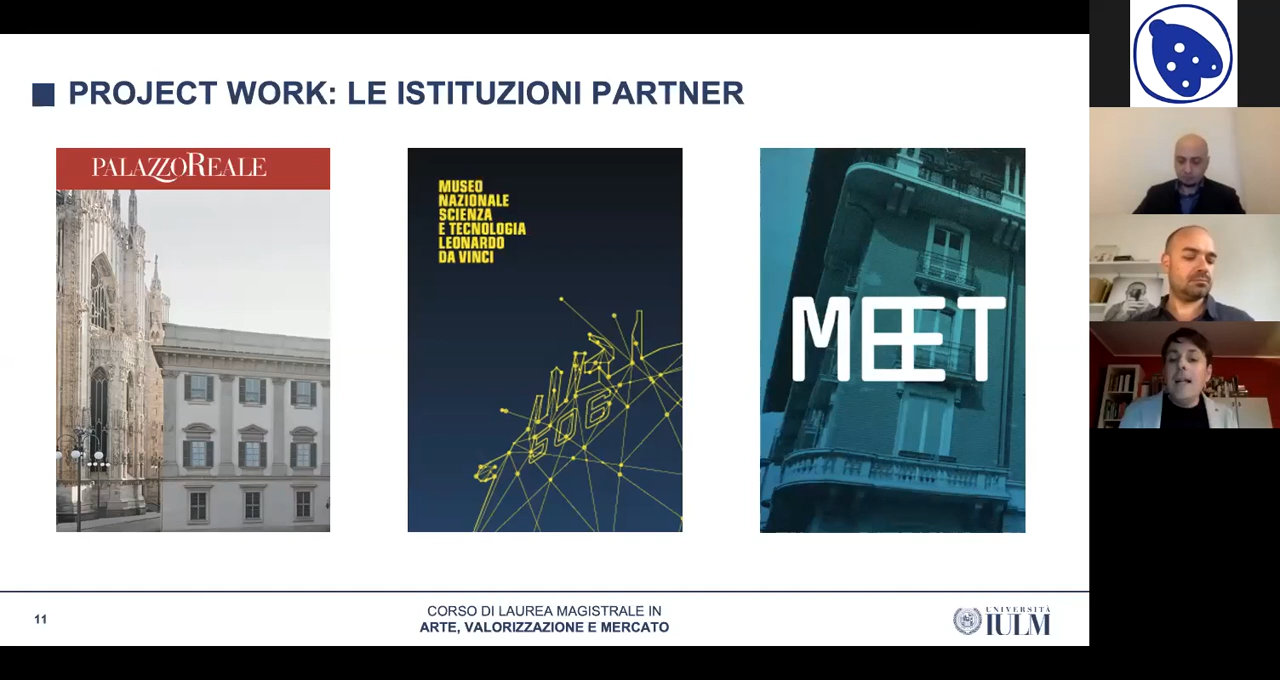 PROJECT WORK: LE ISTITUZIONI PARTNER
PALAZZOREALE
MUSEO
NAZIONALE
SCIENZA
E TECNOLOGIA
LEONARDO
DA VINCI
506
MEET
11
CORSO DI LAUREA MAGISTRALE IN
ARTE, VALORIZZAZIONE E MERCATO
UNIVERSITÀ
IULM